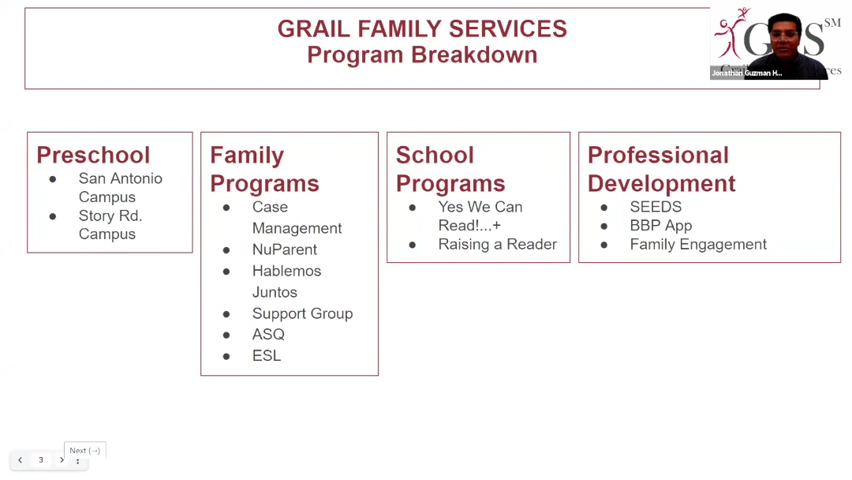 GRAIL FAMILY SERVICES
Program Breakdown
G S SM
Jonathan Guzman H...
Preschool
● San Antonio
Campus
● Story Rd.
Campus
Family
Programs
● Case
Management
● NuParent
● Hablemos
Juntos
● Support Group
● ASQ
● ESL
School
Programs
● Yes We Can
Read!...+
● Raising a Reader
Professional
Development
● SEEDS
● BBP App
● Family Engagement
Next (→)
3